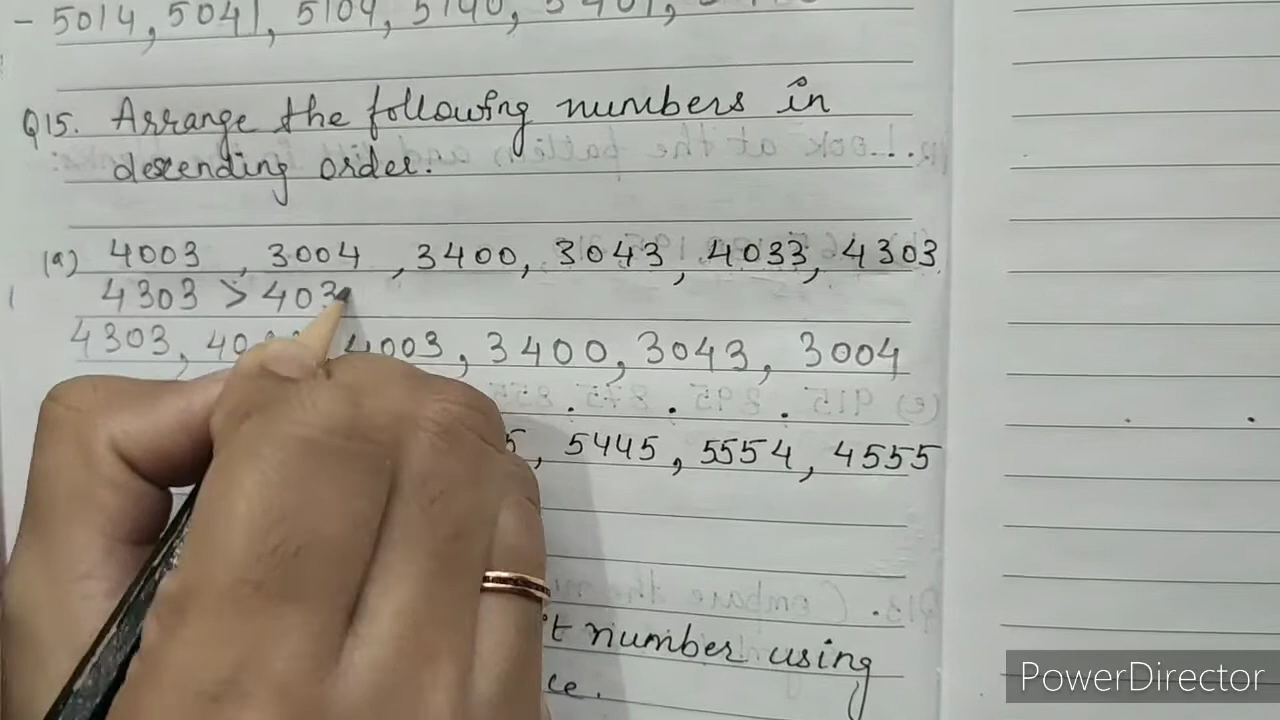 - 5014, 5041, 5104, 5140, 5401,
Q15. Arrange the following numbers in
descending order.
(a) 4003, 3004, 3400, 3043, 4033, 4303.
4303 > 403
4303, 4003, 3400, 3043, 3004
5, 5445, 5554, 4555
number using
ce.
PowerDirector